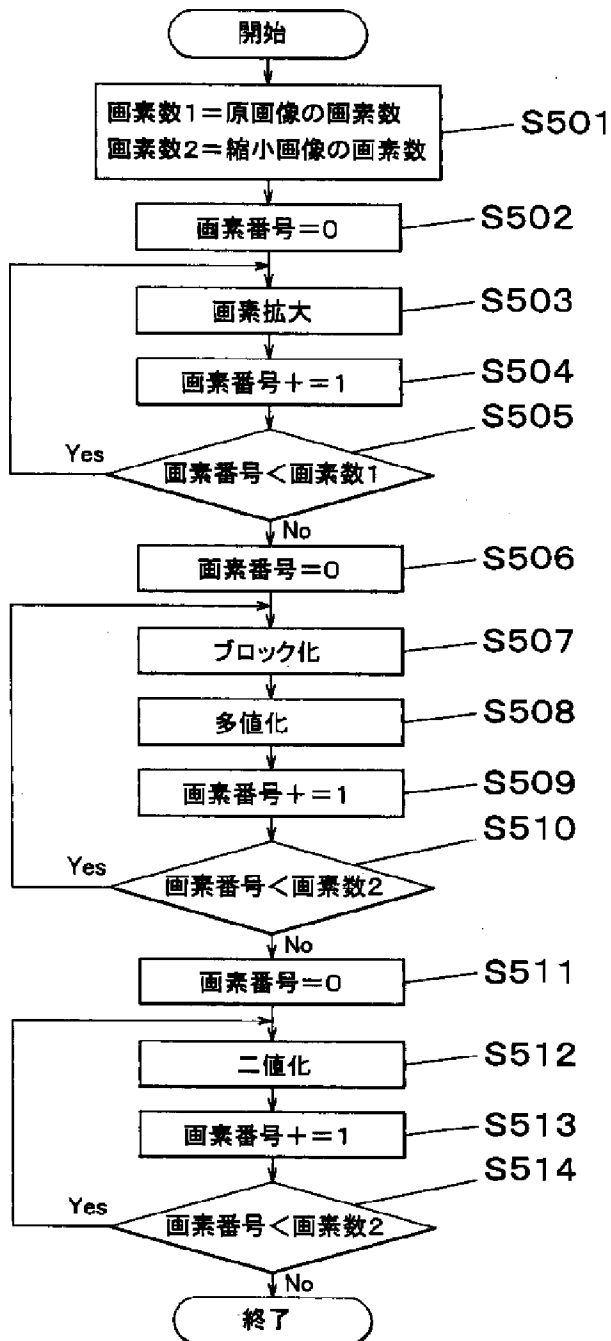 開始
画素数1=原画像の画素数
画素数2=縮小画像の画素数
S501
画素番号=0
S502
画素拡大
S503
画素番号+=1
S504
S505
Yes
画素番号<画素数1
No
画素番号=0
S506
ブロック化
S507
多値化
S508
画素番号+=1
S509
S510
Yes
画素番号<画素数2
No
画素番号=0
S511
二値化
S512
画素番号+=1
S513
S514
Yes
画素番号<画素数2
No
終了